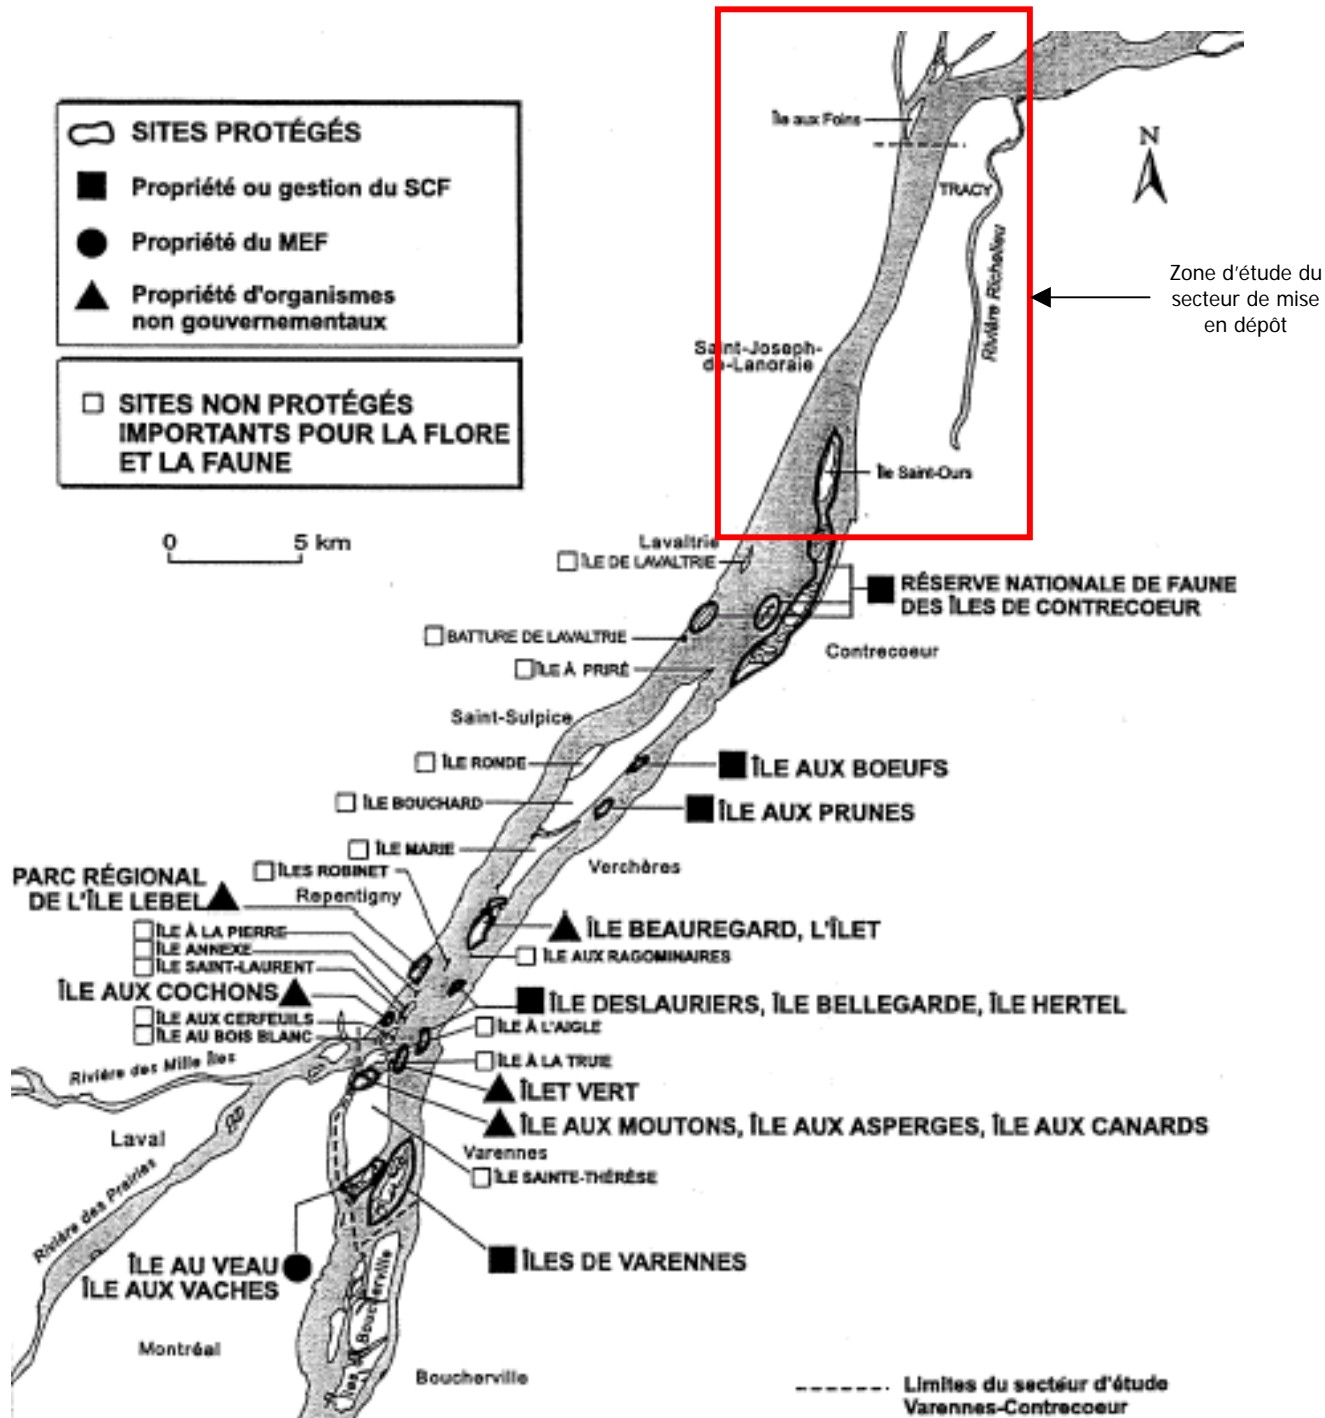 SITES PROTÉGÉS
Propriété ou gestion du SCF
Propriété du MEF
Propriété d'organismes
non gouvernementaux
SITES NON PROTÉGÉS
IMPORTANTS POUR LA FLORE
ET LA FAUNE
0 5 km
Île aux Foins
N
TRACY
Rivière Richelieu
Zone d'étude du
secteur de mise
en dépôt
Saint-Joseph-
de-Lanoraie
Île Saint-Ours
Lavaltrie
ÎLE DE LAVALTRIE
RÉSERVE NATIONALE DE FAUNE
DES ÎLES DE CONTRECOEUR
BATTURE DE LAVALTRIE
Contrecoeur
ÎLE À PRIRÉ
Saint-Sulpice
ÎLE RONDE
ÎLE AUX BOEUFS
ÎLE BOUCHARD
ÎLE AUX PRUNES
ÎLE MARIE
Verchères
ÎLES ROBINET
PARC RÉGIONAL
DE L'ÎLE LEBEL
Repentigny
ÎLE BEAUREGARD, L'ÎLET
ÎLE À LA PIERRE
ÎLE ANNEXE
ÎLE AUX RAGOMINAIRES
ÎLE SAINT-LAURENT
ÎLE AUX COCHONS
ÎLE DESLAURIERS, ÎLE BELLEGARDE, ÎLE HERTEL
ÎLE AUX CERFEUILS
ÎLE À L'AIGLE
ÎLE AU BOIS BLANC
Rivière des Mille Îles
ÎLE À LA TRUIE
ÎLET VERT
ÎLE AUX MOUTONS, ÎLE AUX ASPERGES, ÎLE AUX CANARDS
Laval
Varennes
ÎLE SAINTE-THÉRÈSE
Rivière des Prairies
ÎLE AU VEAU
ÎLE AUX VACHES
ÎLES DE VARENNES
Îles de Boucherville
Montréal
Boucherville
Limites du secteur d'étude
Varennes-Contrecoeur